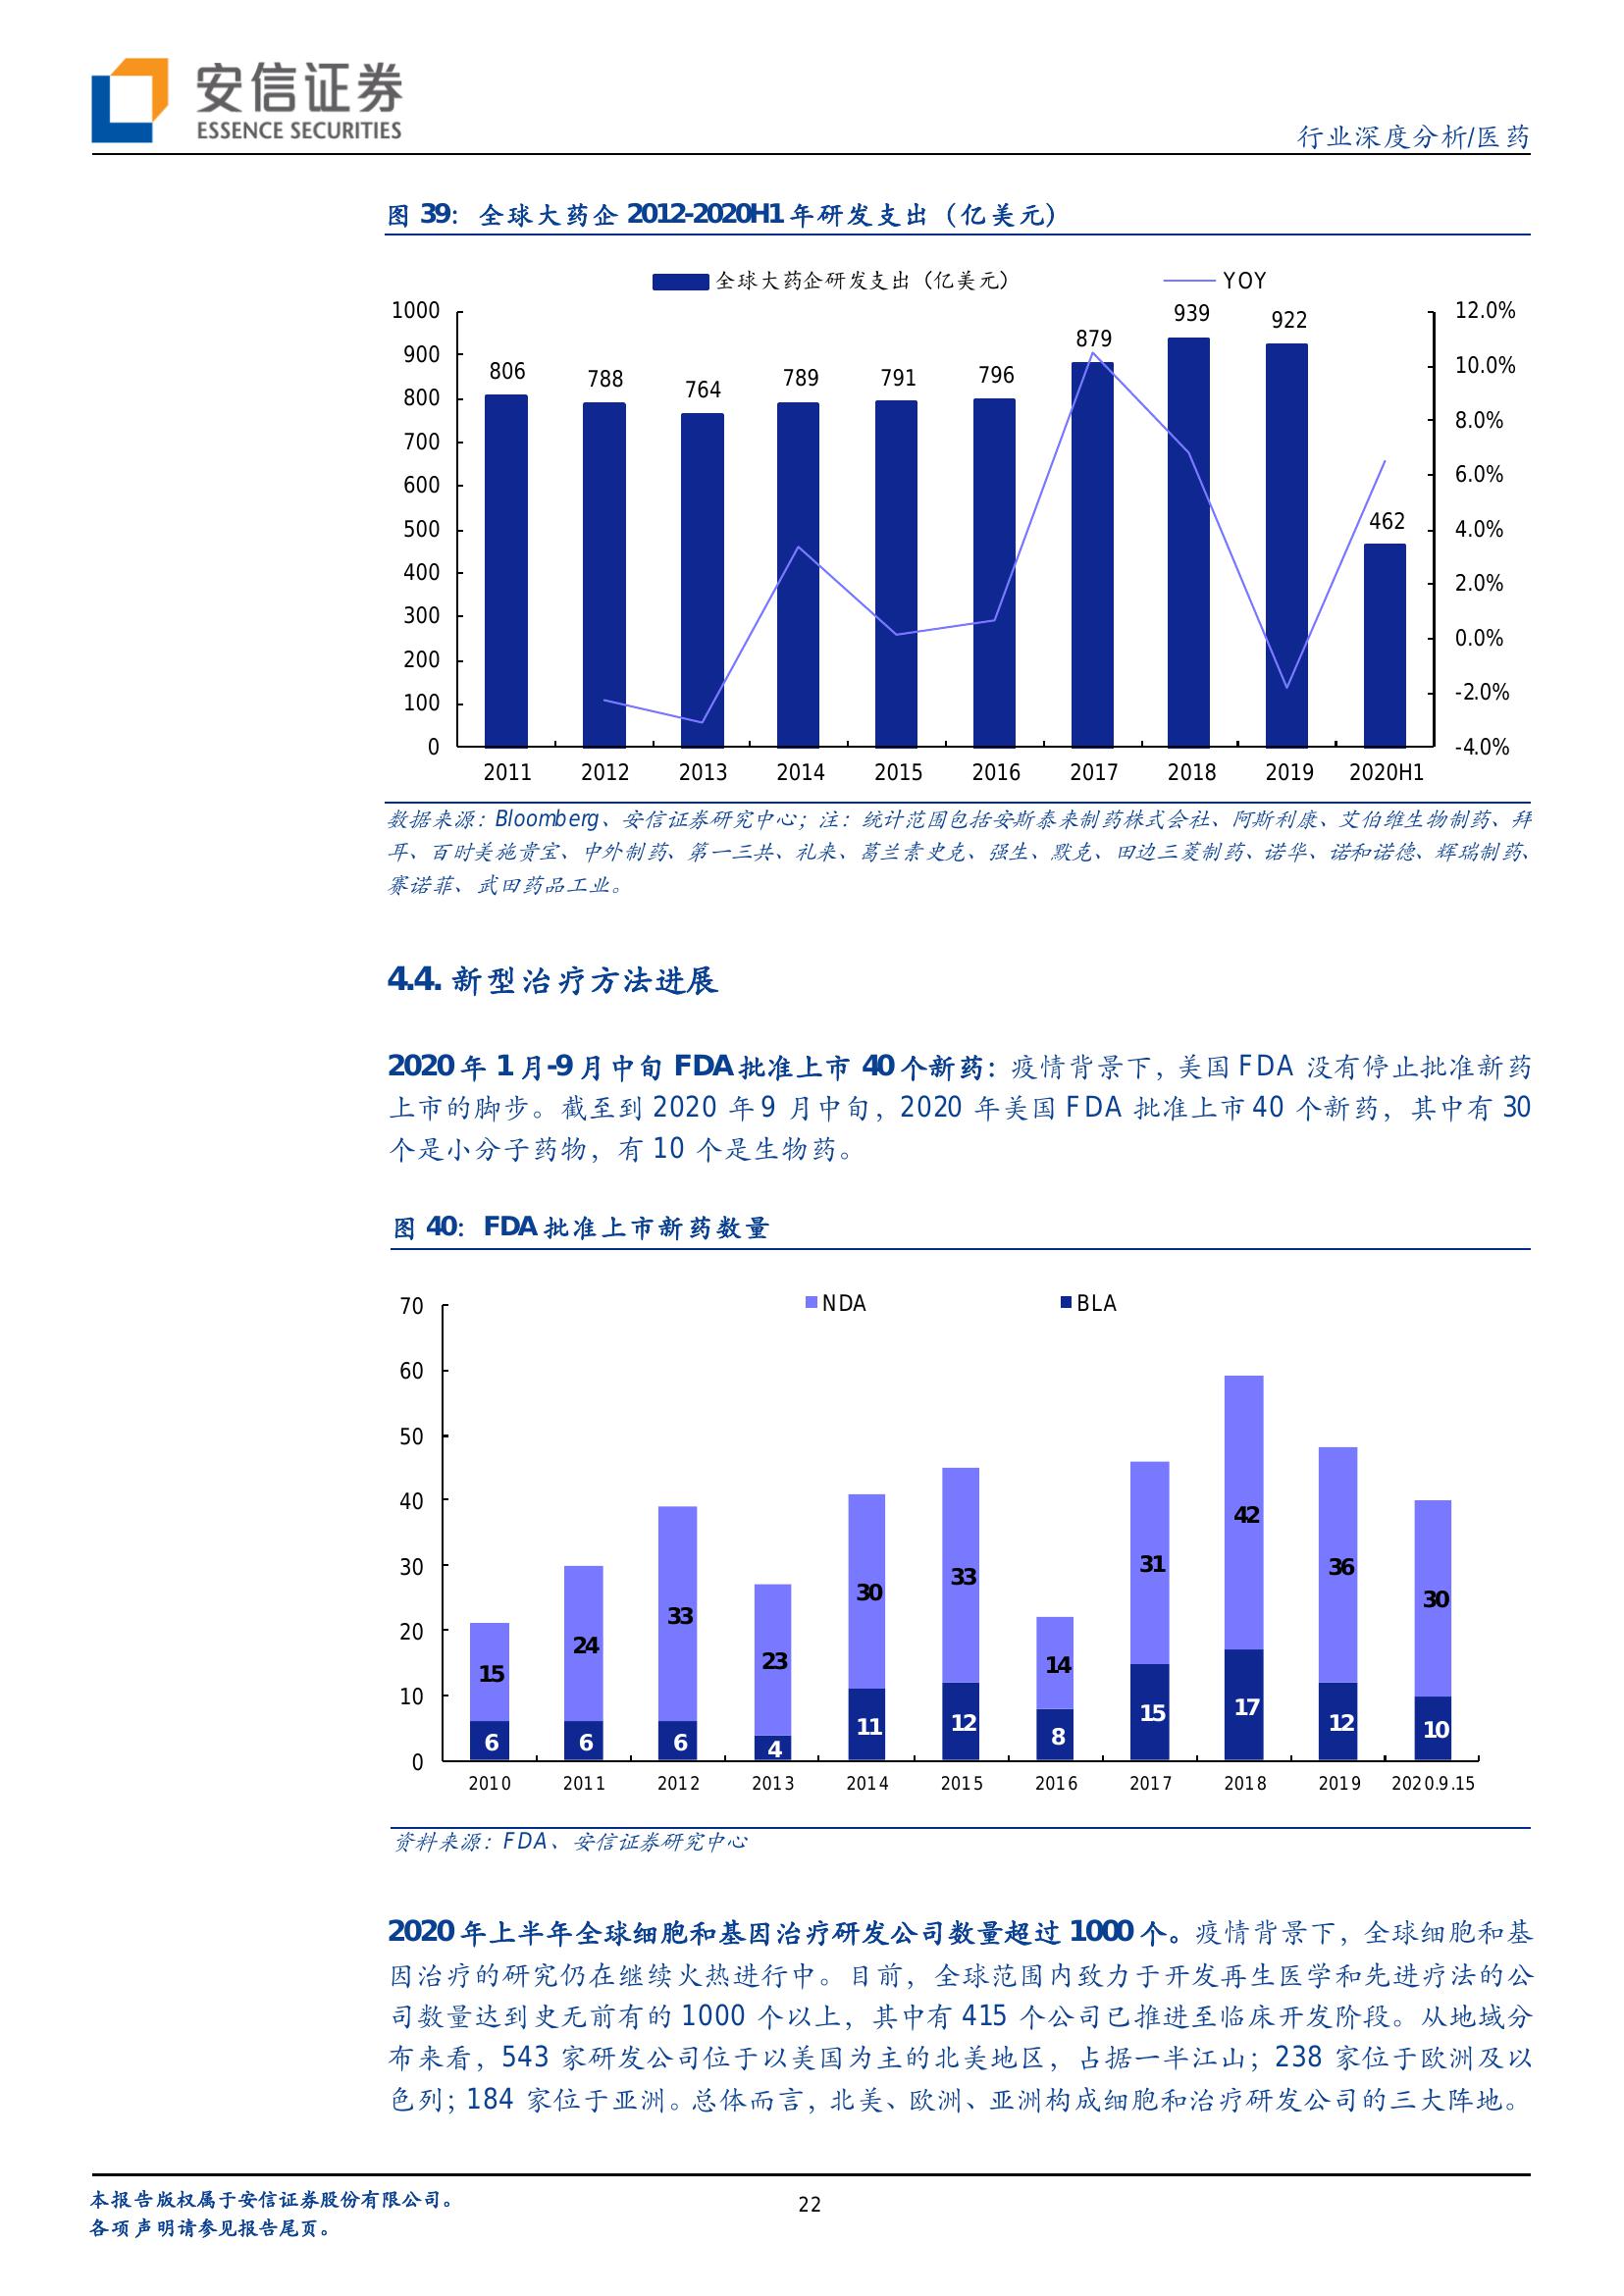 安信证券
ESSENCE SECURITIES
行业深度分析/医药
图 39：全球大药企 2012-2020H1 年研发支出（亿美元）
全球大药企研发支出（亿美元） YOY
1000 900 800 700 600 500 400 300 200 100 0
806 788 764 789 791 796 879 939 922 462
12.0% 10.0% 8.0% 6.0% 4.0% 2.0% 0.0% -2.0% -4.0%
2011 2012 2013 2014 2015 2016 2017 2018 2019 2020H1
数据来源：Bloomberg、安信证券研究中心；注：统计范围包括安斯泰来制药株式会社、阿斯利康、艾伯维生物制药、拜
耳、百时美施贵宝、中外制药、第一三共、礼来、葛兰素史克、强生、默克、田边三菱制药、诺华、诺和诺德、辉瑞制药、
赛诺菲、武田药品工业。
4.4. 新型治疗方法进展
2020 年 1 月-9 月中旬 FDA 批准上市 40 个新药：疫情背景下，美国 FDA 没有停止批准新药
上市的脚步。截至到 2020 年 9 月中旬，2020 年美国 FDA 批准上市 40 个新药，其中有 30
个是小分子药物，有 10 个是生物药。
图 40：FDA 批准上市新药数量
NDA BLA
70 60 50 40 30 20 10 0
15 24 33 23 30 33 14 31 42 36 30
6 6 6 4 11 12 8 15 17 12 10
2010 2011 2012 2013 2014 2015 2016 2017 2018 2019 2020.9.15
资料来源：FDA、安信证券研究中心
2020 年上半年全球细胞和基因治疗研发公司数量超过 1000 个。疫情背景下，全球细胞和基
因治疗的研究仍在继续火热进行中。目前，全球范围内致力于开发再生医学和先进疗法的公
司数量达到史无前有的 1000 个以上，其中有 415 个公司已推进至临床开发阶段。从地域分
布来看，543 家研发公司位于以美国为主的北美地区，占据一半江山；238 家位于欧洲及以
色列；184 家位于亚洲。总体而言，北美、欧洲、亚洲构成细胞和治疗研发公司的三大阵地。
本报告版权属于安信证券股份有限公司。
各项声明请参见报告尾页。
22